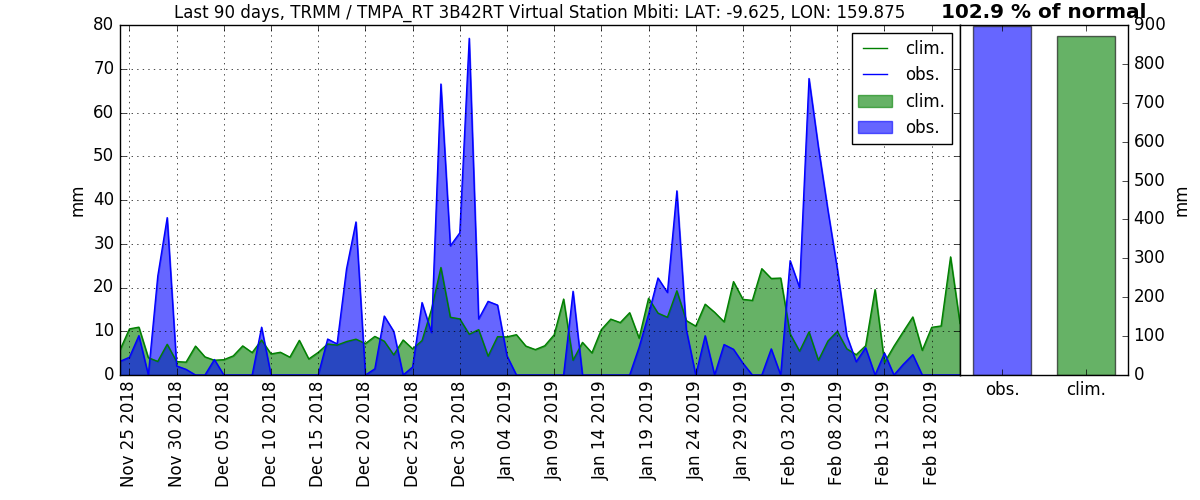 Last 90 days, TRMM / TMPA_RT 3B42RT Virtual Station Mbiti: LAT: -9.625, LON: 159.875
102.9 % of normal
80
70
60
50
40
30
20
10
0
mm
clim.
obs.
clim.
obs.
900
800
700
600
500
400
300
200
100
0
mm
Nov 25 2018
Nov 30 2018
Dec 05 2018
Dec 10 2018
Dec 15 2018
Dec 20 2018
Dec 25 2018
Dec 30 2018
Jan 04 2019
Jan 09 2019
Jan 14 2019
Jan 19 2019
Jan 24 2019
Jan 29 2019
Feb 03 2019
Feb 08 2019
Feb 13 2019
Feb 18 2019
obs.
clim.